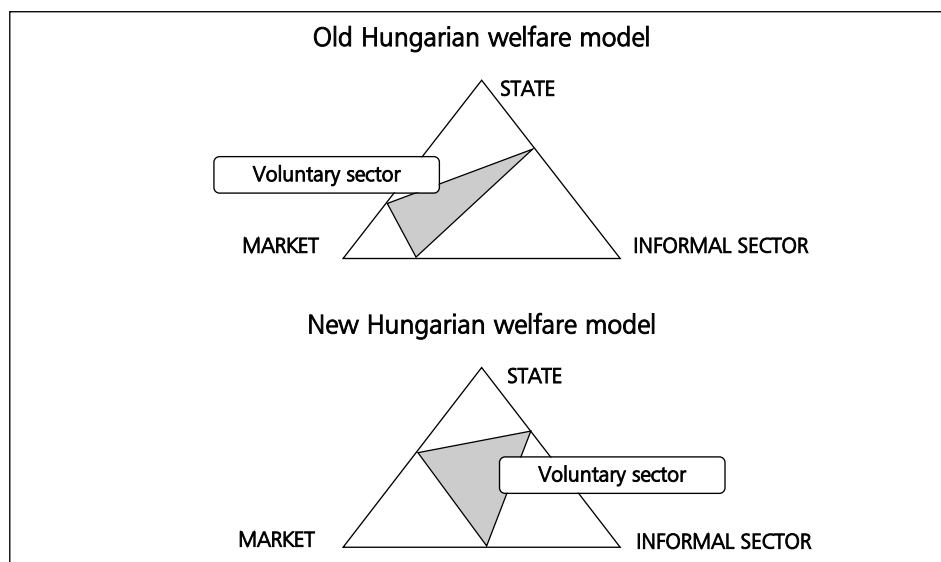 Old Hungarian welfare model
STATE
Voluntary sector
MARKET
INFORMAL SECTOR
New Hungarian welfare model
STATE
Voluntary sector
MARKET
INFORMAL SECTOR